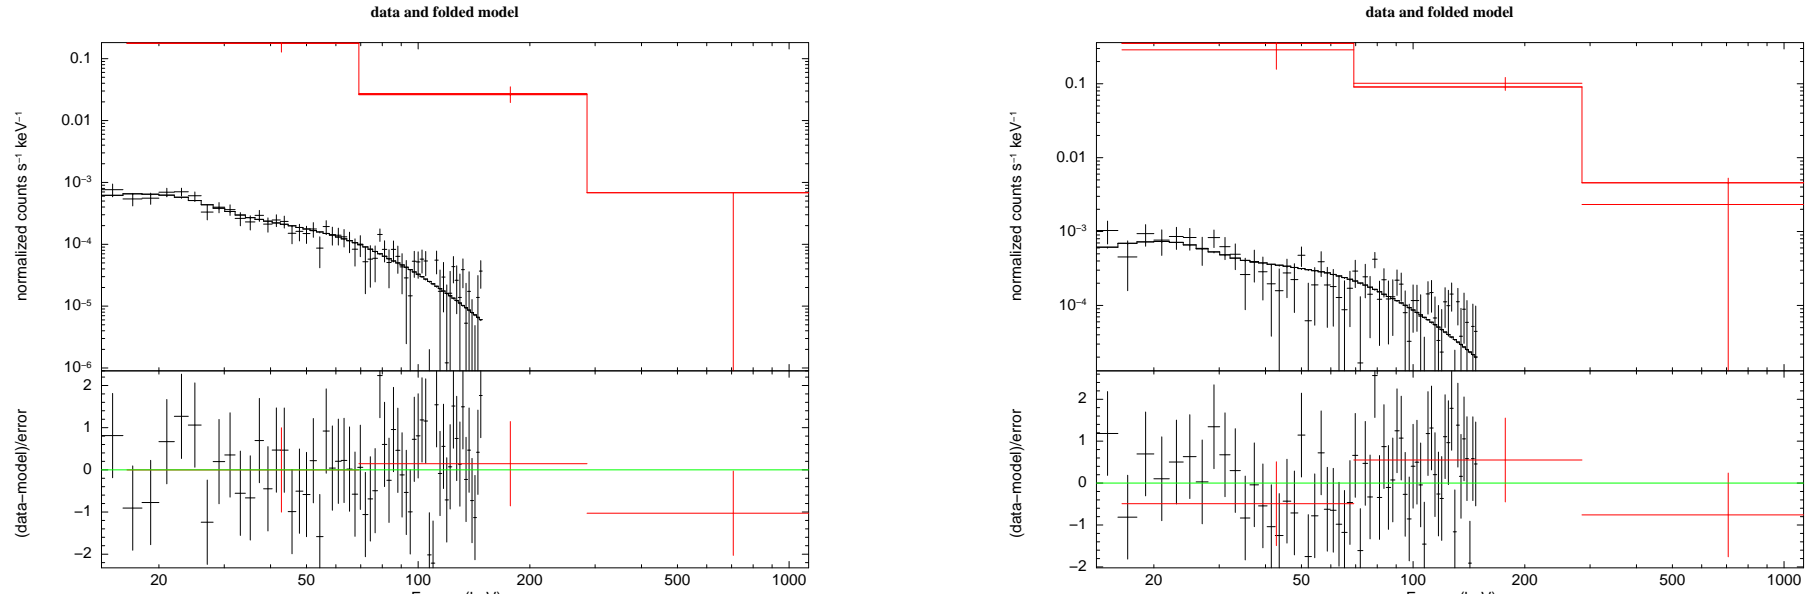 data and folded model
0.1
0.01
10⁻³
10⁻⁴
10⁻⁵
10⁻⁶
normalized counts s⁻¹ keV⁻¹
2
1
0
−1
−2
(data−model)/error
20 50 100 200 500 1000
data and folded model
0.1
0.01
10⁻³
10⁻⁴
normalized counts s⁻¹ keV⁻¹
2
1
0
−1
−2
(data−model)/error
20 50 100 200 500 1000